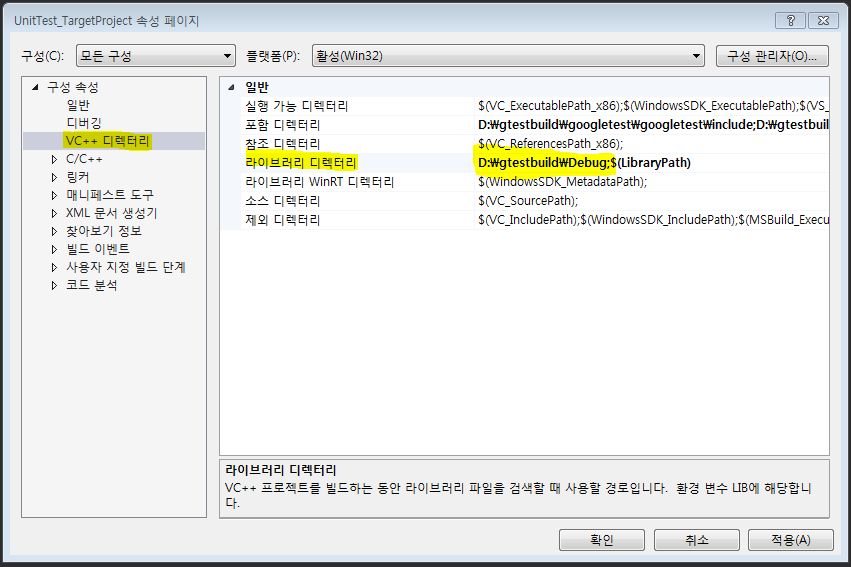 UnitTest_TargetProject 속성 페이지
구성(C): 모든 구성 플랫폼(P): 활성(Win32) 구성 관리자(O)...
구성 속성
일반
디버깅
VC++ 디렉터리
C/C++
링커
매니페스트 도구
XML 문서 생성기
찾아보기 정보
빌드 이벤트
사용자 지정 빌드 단계
코드 분석
일반
실행 가능 디렉터리 $(VC_ExecutablePath_x86);$(WindowsSDK_ExecutablePath);$(VS_
포함 디렉터리 D:₩gtestbuild₩googletest₩googletest₩include;D:₩gtestbuil
참조 디렉터리 $(VC_ReferencesPath_x86);
라이브러리 디렉터리 D:₩gtestbuild₩Debug;$(LibraryPath)
라이브러리 WinRT 디렉터리 $(WindowsSDK_MetadataPath);
소스 디렉터리 $(VC_SourcePath);
제외 디렉터리 $(VC_IncludePath);$(WindowsSDK_IncludePath);$(MSBuild_Execu
라이브러리 디렉터리
VC++ 프로젝트를 빌드하는 동안 라이브러리 파일을 검색할 때 사용할 경로입니다. 환경 변수 LIB에 해당합니
다.
확인 취소 적용(A)